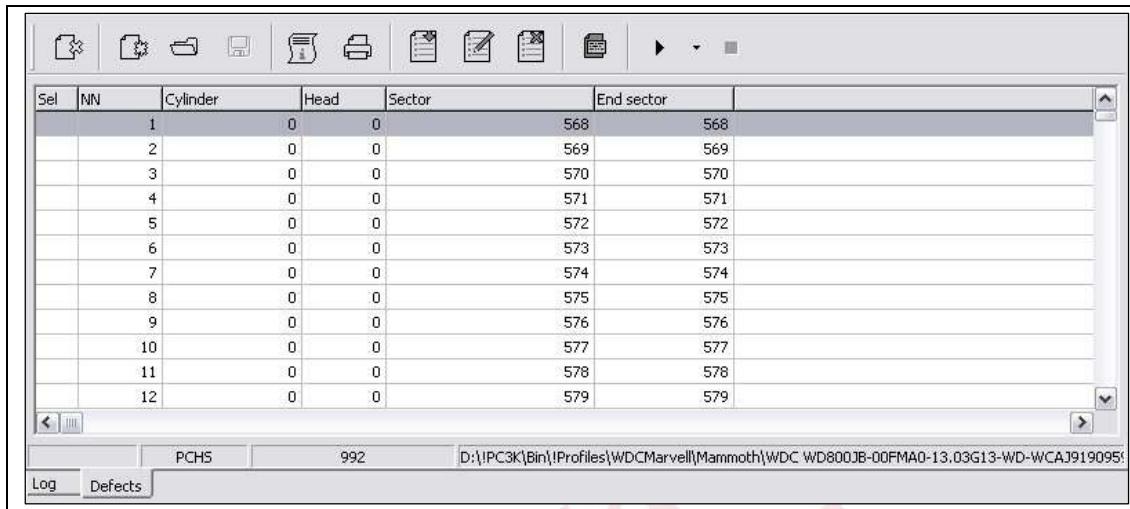 Sel NN Cylinder Head Sector End sector
1 0 0 568 568
2 0 0 569 569
3 0 0 570 570
4 0 0 571 571
5 0 0 572 572
6 0 0 573 573
7 0 0 574 574
8 0 0 575 575
9 0 0 576 576
10 0 0 577 577
11 0 0 578 578
12 0 0 579 579
PCHS 992 D:\!PC3K\Bin\!Profiles\WDCMarvell\Mammoth\WDC WD800JB-00FMA0-13.03G13-WD-WCAJ9190959
Log Defects